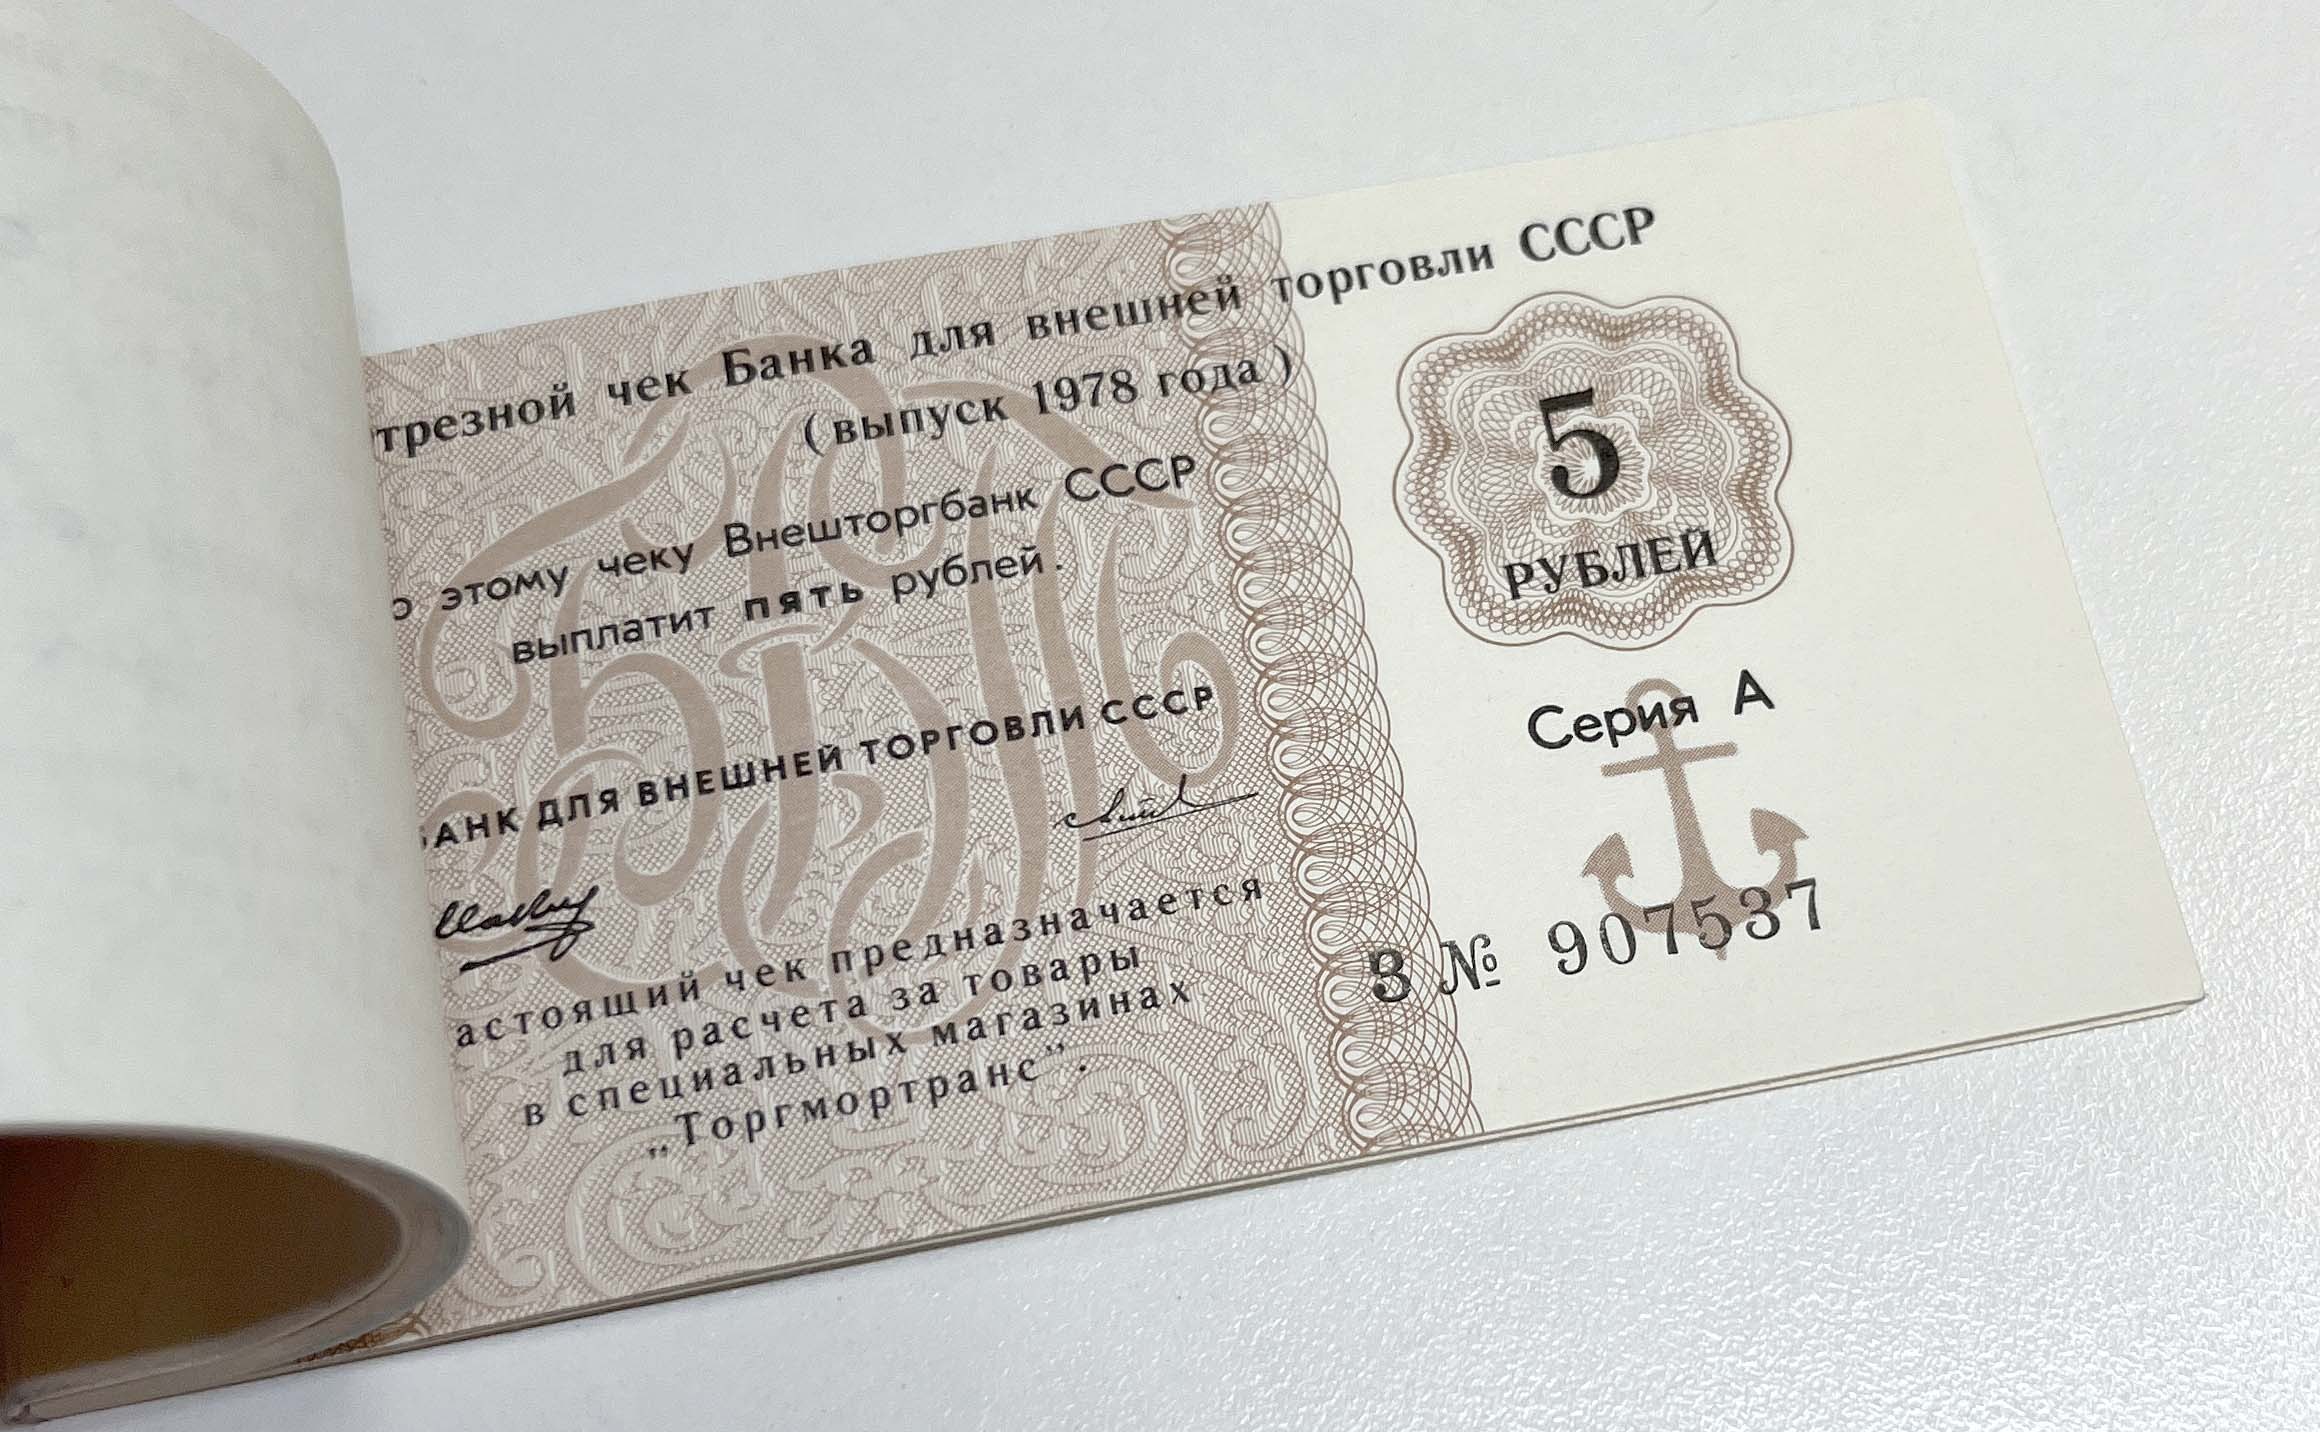 трезной чек Банка для внешней торговли СССР
(выпуск 1978 года)
о этому чеку Внешторгбанк СССР
выплатит пять рублей.
АНК ДЛЯ ВНЕШНЕЙ ТОРГОВЛИ СССР
астоящий чек предназначается
для расчета за товары
в специальных магазинах
„Торгмортранс”.
5
РУБЛЕЙ
Серия А
З № 907537